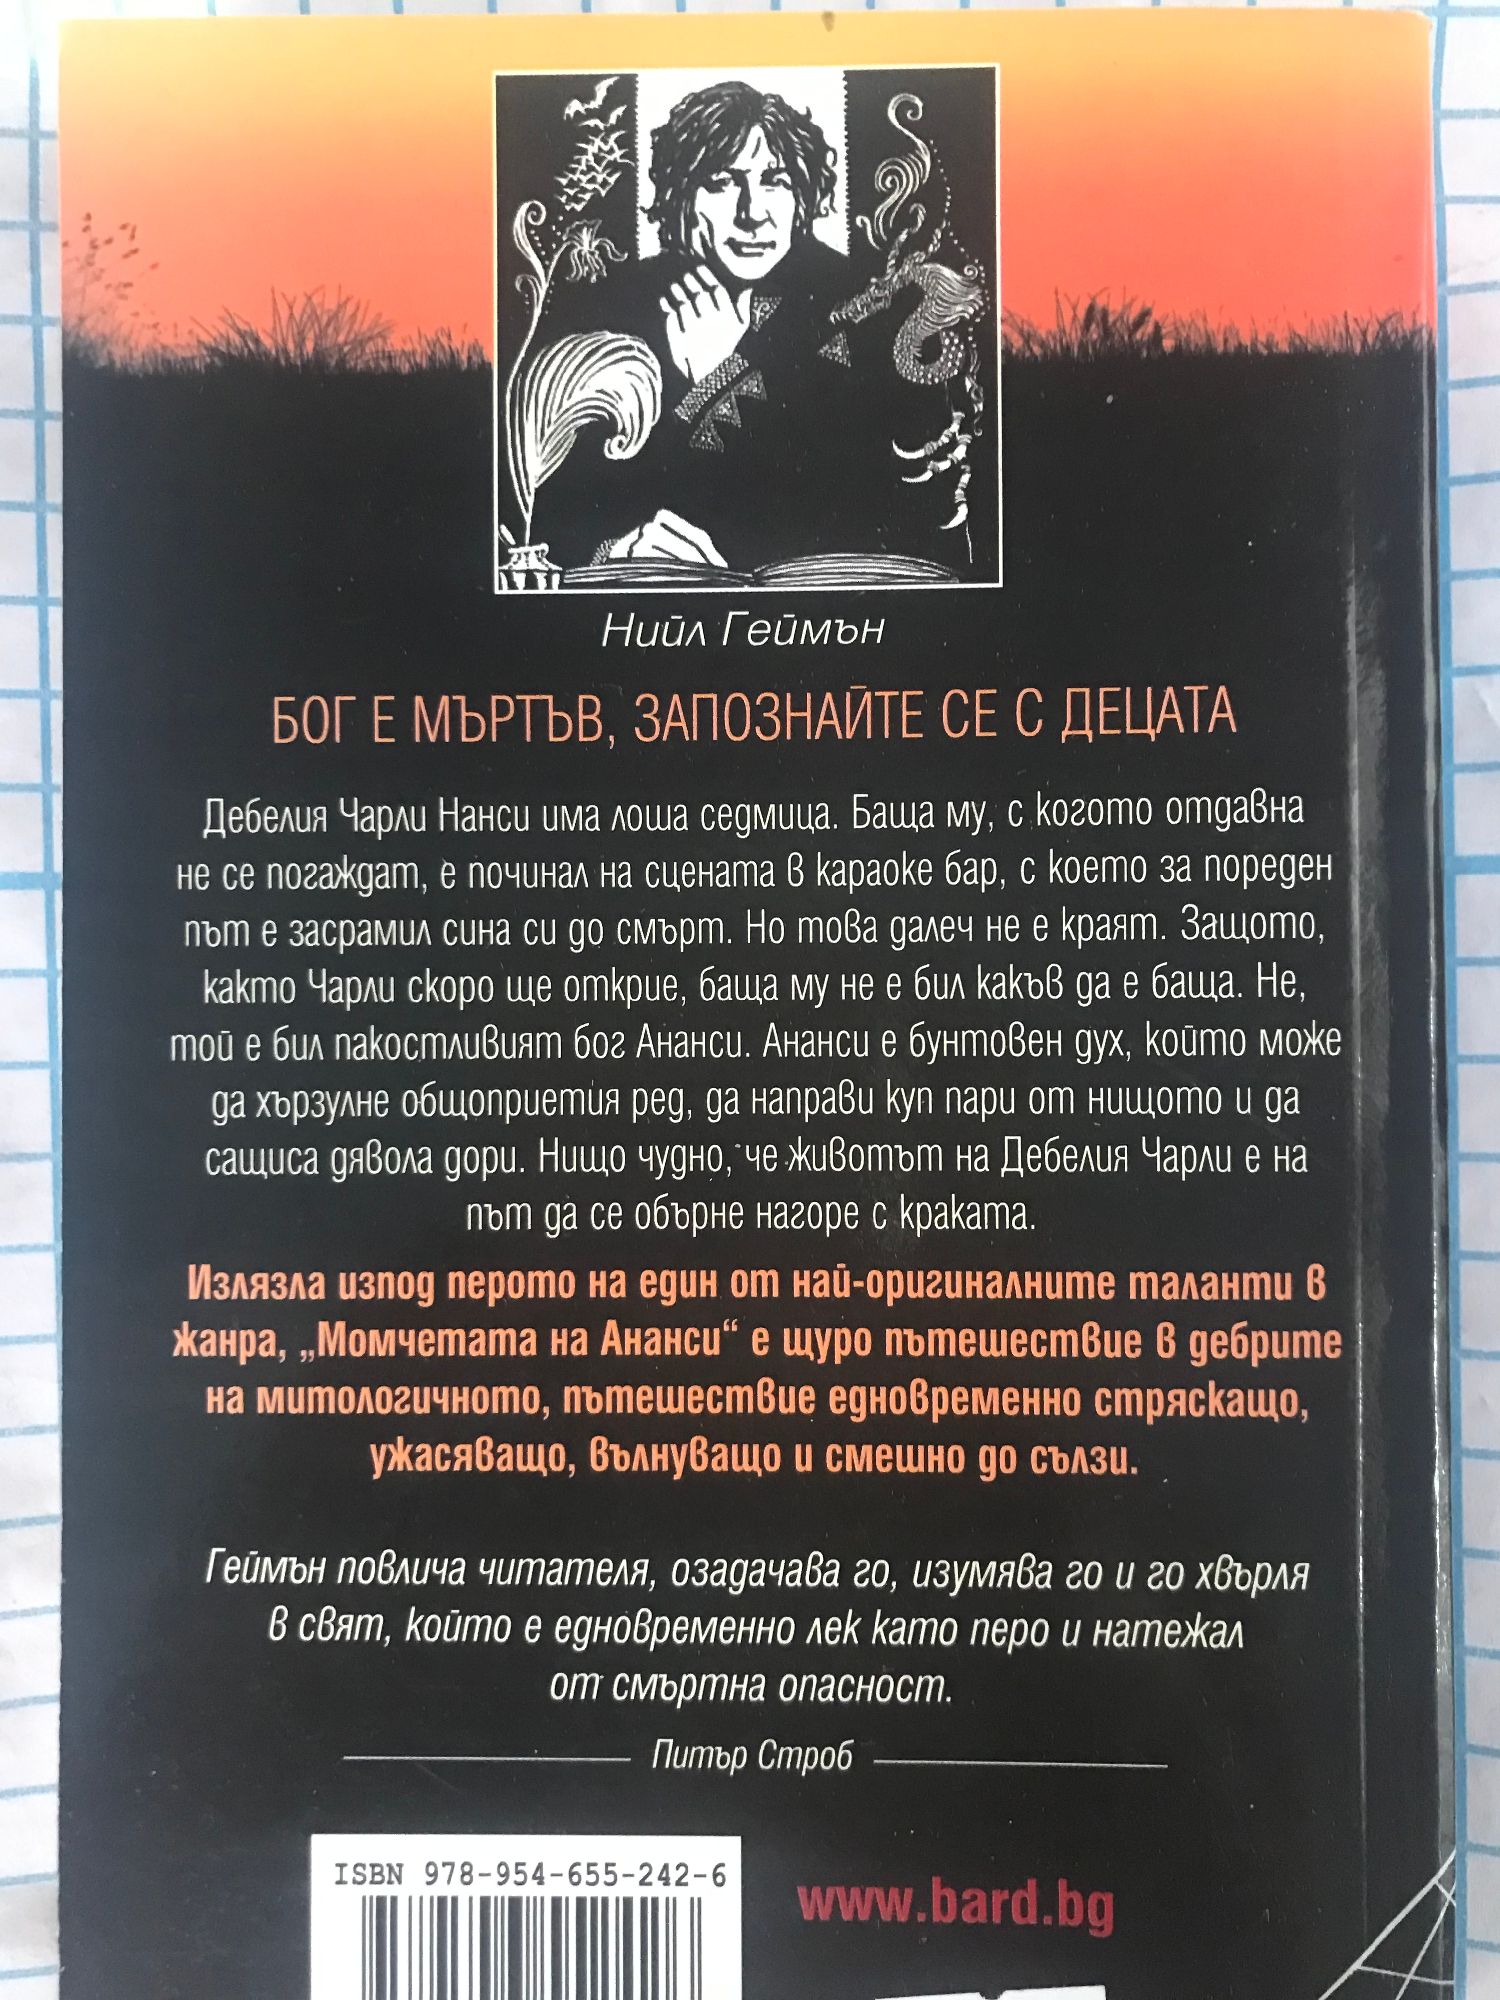 Нийл Геймън
БОГ Е МЪРТЪВ, ЗАПОЗНАЙТЕ СЕ С ДЕЦАТА
Дебелия Чарли Нанси има лоша седмица. Баща му, с когото отдавна
не се погаждат, е починал на сцената в караоке бар, с което за пореден
път е засрамил сина си до смърт. Но това далеч не е краят. Защото,
както Чарли скоро ще открие, баща му не е бил какъв да е баща. Не,
той е бил пакостливият бог Ананси. Ананси е бунтовен дух, който може
да хързулне общоприетия ред, да направи куп пари от нищото и да
сащиса дявола дори. Нищо чудно, че животът на Дебелия Чарли е на
път да се обърне нагоре с краката.
Излязла изпод перото на един от най-оригиналните таланти в
жанра, „Момчетата на Ананси“ е щуро пътешествие в дебрите
на митологичното, пътешествие едновременно стряскащо,
ужасяващо, вълнуващо и смешно до сълзи.
Геймън повлича читателя, озадачава го, изумява го и го хвърля
в свят, който е едновременно лек като перо и натежал
от смъртна опасност.
Питър Строб
ISBN 978-954-655-242-6
www.bard.bg